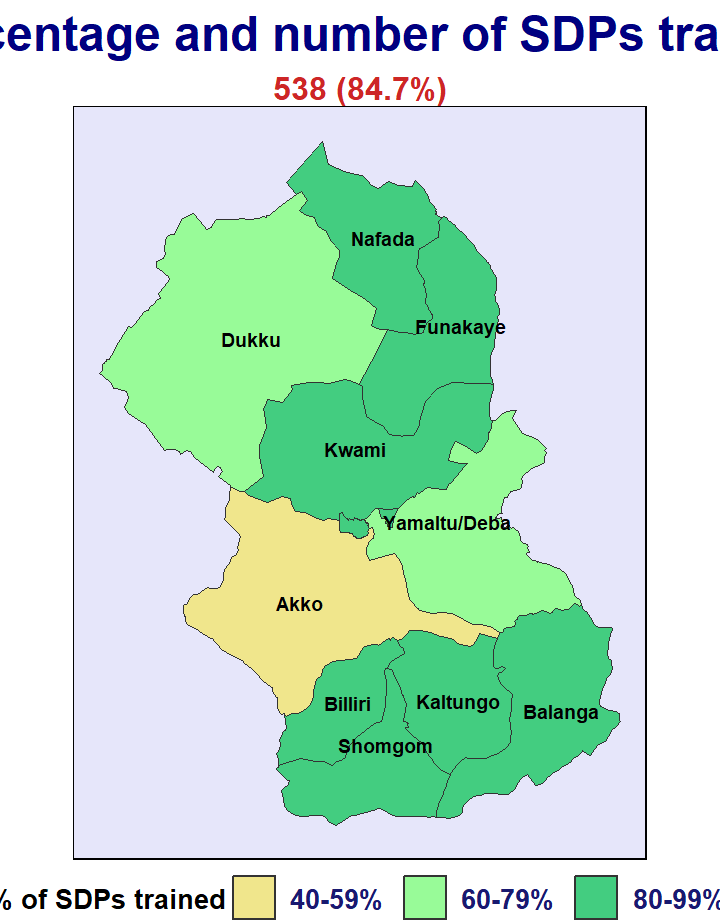 centage and number of SDPs tra
538 (84.7%)
Nafada
Funakaye
Dukku
Kwami
Yamaltu/Deba
Akko
Billiri
Kaltungo
Balanga
Shomgom
% of SDPs trained 40-59% 60-79% 80-99%